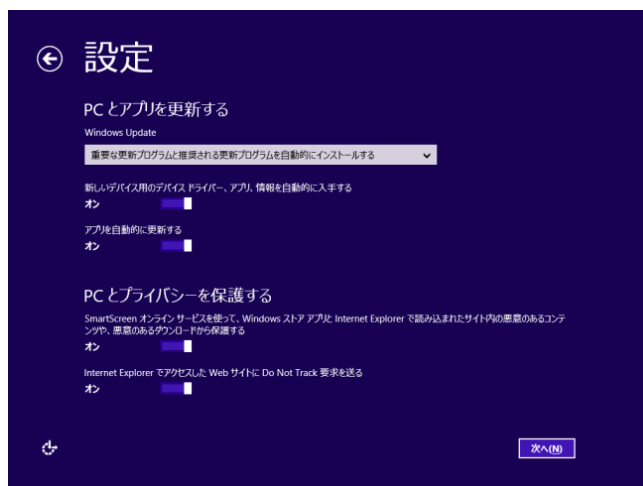 設定
PCとアプリを更新する
Windows Update
重要な更新プログラムと推奨される更新プログラムを自動的にインストールする
新しいデバイス用のデバイス ドライバー、アプリ、情報を自動的に入手する
オン
アプリを自動的に更新する
オン
PCとプライバシーを保護する
SmartScreen オンライン サービスを使って、Windows ストア アプリと Internet Explorer で読み込まれたサイト内の悪意のあるコンテ
ンツや、悪意のあるダウンロードから保護する
オン
Internet Explorer でアクセスした Web サイトに Do Not Track 要求を送る
オン
次へ(N)